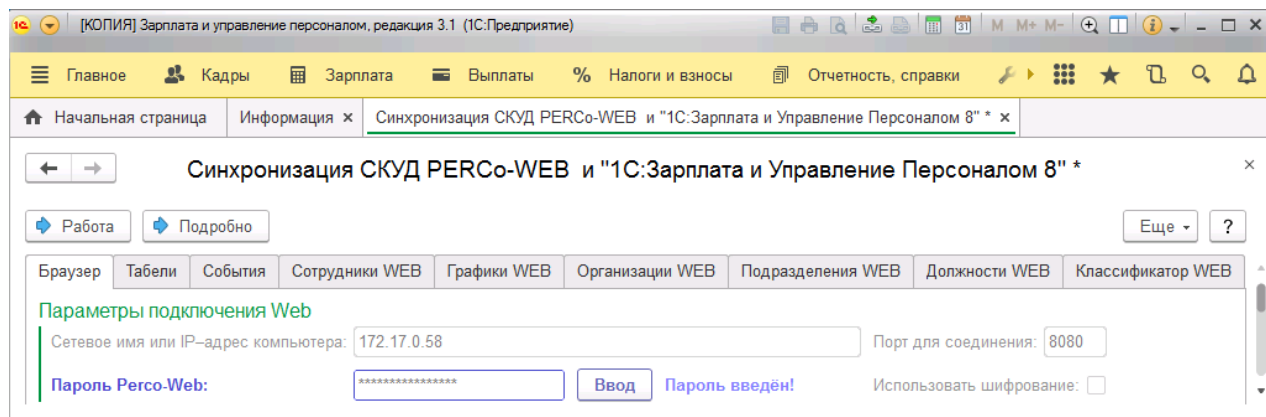 1С [КОПИЯ] Зарплата и управление персоналом, редакция 3.1 (1С:Предприятие) 31 M M+ M-
Главное Кадры Зарплата Выплаты % Налоги и взносы Отчетность, справки
Начальная страница Информация × Синхронизация СКУД PERCo-WEB и "1С:Зарплата и Управление Персоналом 8" * ×
Синхронизация СКУД PERCo-WEB и "1С:Зарплата и Управление Персоналом 8" *
Работа Подробно Еще ?
Браузер Табели События Сотрудники WEB Графики WEB Организации WEB Подразделения WEB Должности WEB Классификатор WEB
Параметры подключения Web
Сетевое имя или IP–адрес компьютера: 172.17.0.58 Порт для соединения: 8080
Пароль Perco-Web: **************** Ввод Пароль введён! Использовать шифрование: